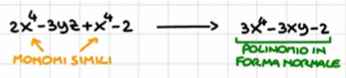 2x⁴-3yz+x⁴-2 → 3x⁴-3xy-2
MONOMI SIMILI
POLINOMIO IN
FORMA NORMALE